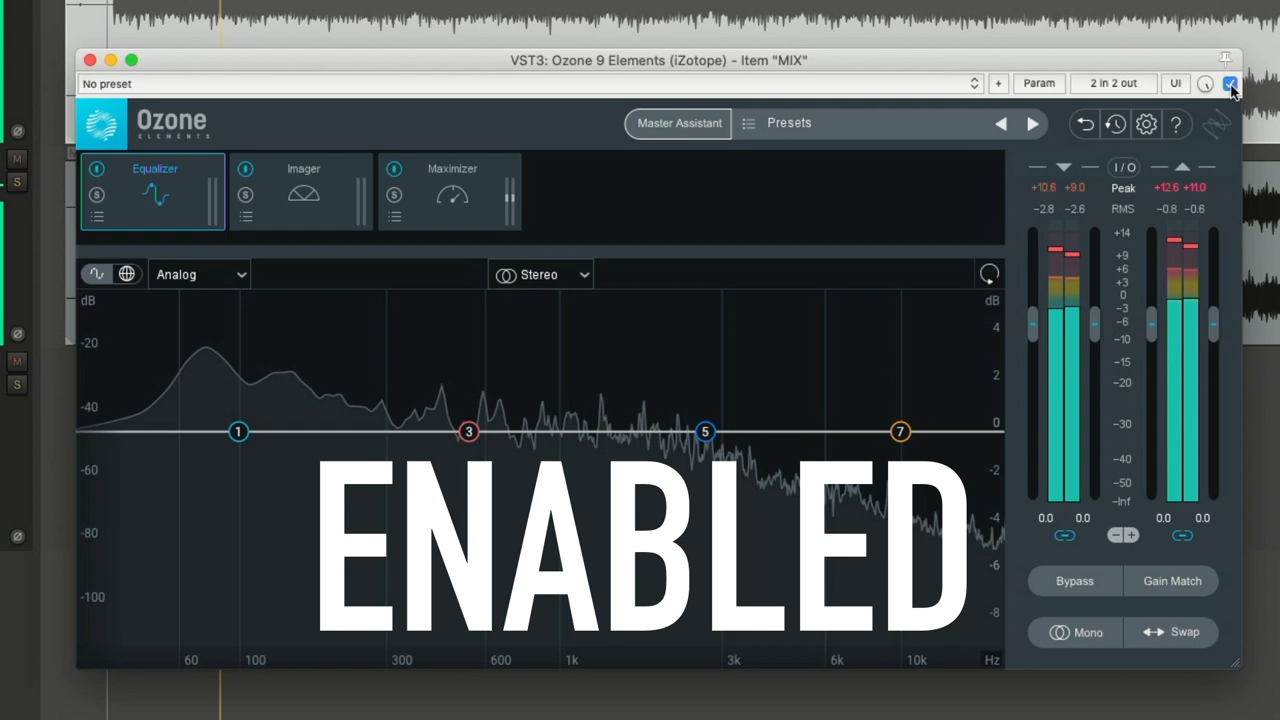 VST3: Ozone 9 Elements (iZotope) - Item "MIX"
No preset
+
Param
2 in 2 out
UI
Ozone
ELEMENTS
Master Assistant
Presets
?
Equalizer
Imager
Maximizer
S
S
S
I/O
+10.6 +9.0 Peak +12.6 +11.0
-2.8 -2.6 RMS -0.8 -0.6
Analog
Stereo
dB
-20
-40
-60
-80
-100
dB
4
2
0
-2
-4
-6
-8
1
3
5
7
60 100 300 600 1k 3k 6k 10k Hz
+14
+9
+6
+3
0
-3
-6
-10
-15
-20
-30
-40
-50
-Inf
0.0 0.0 0.0 0.0
Bypass
Gain Match
Mono
Swap
M
S
M
S
ENABLED